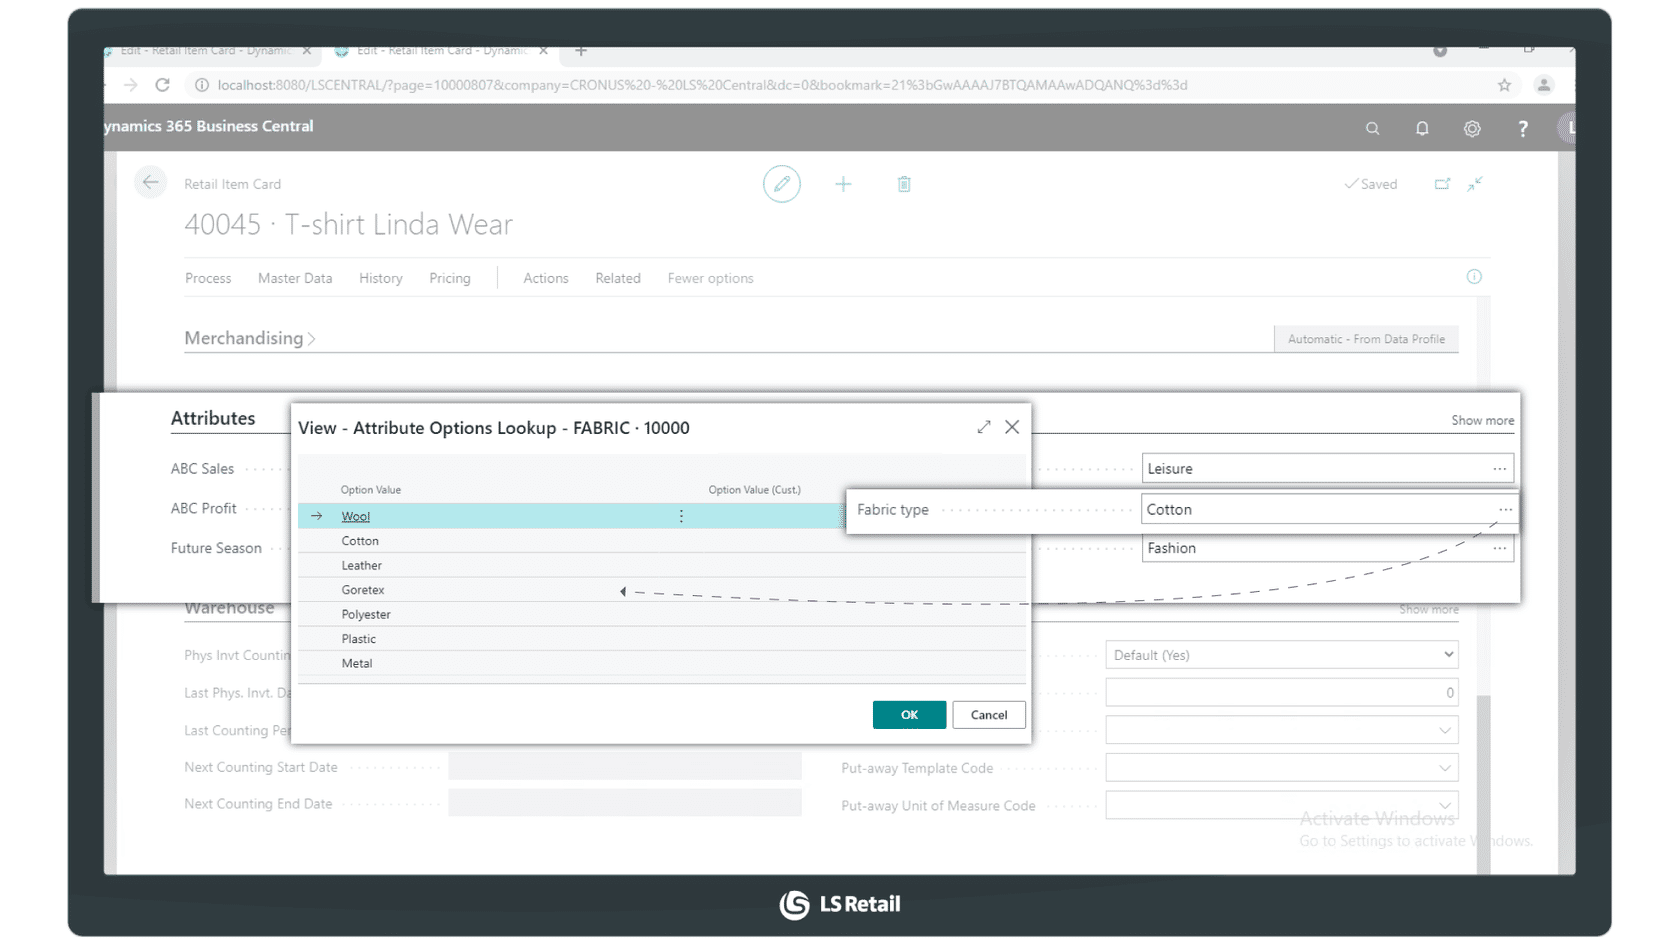 Edit - Retail Item Card - Dynamic
Edit - Retail Item Card - Dynamic
localhost:8080/LSCENTRAL/?page=10000807&company=CRONUS%20-%20LS%20Central&dc=0&bookmark=21%3bGwAAAAJ7BTQAMAAwADQANQ%3d%3d
ynamics 365 Business Central
?
L
Retail Item Card
Saved
40045 · T-shirt Linda Wear
Process Master Data History Pricing Actions Related Fewer options
Merchandising
Automatic - From Data Profile
Attributes
Show more
View - Attribute Options Lookup - FABRIC · 10000
ABC Sales
Leisure
Option Value Option Value (Cust.)
ABC Profit
Fabric type Cotton
Wool
Cotton
Future Season
Fashion
Leather
Goretex
Polyester
Plastic
Metal
Warehouse
Show more
Phys Invt Countin
Default (Yes)
Last Phys. Invt. Da
0
Last Counting Per
OK Cancel
Next Counting Start Date
Put-away Template Code
Next Counting End Date
Put-away Unit of Measure Code
Activate Windows
Go to Settings to activate Windows.
LS Retail